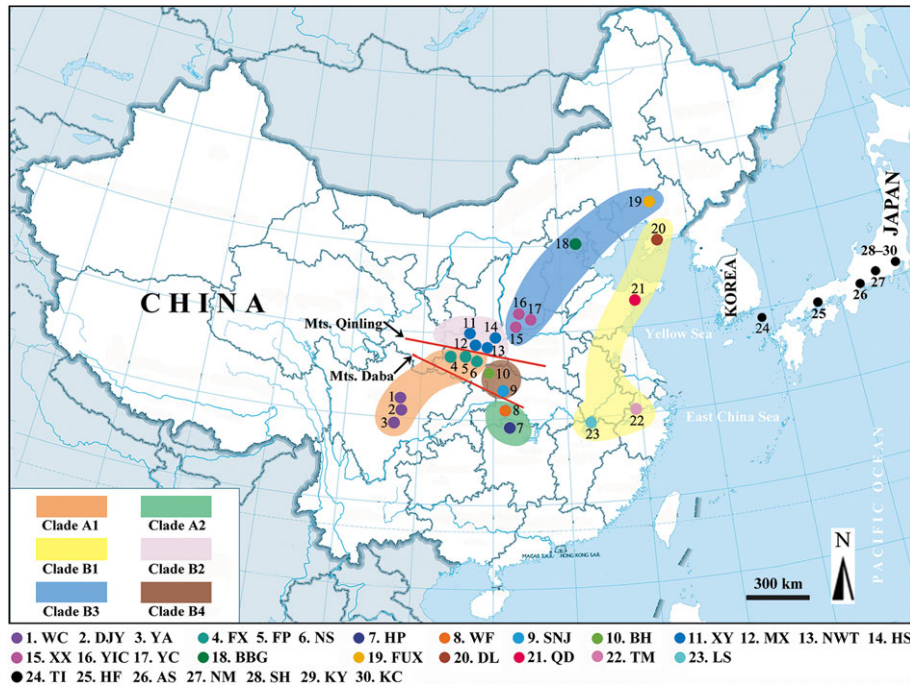 JAPAN
19
20
18
28–30
KOREA
27
26
21
CHINA
16
17
25
11
14
24
Mts. Qinling
15
12
13
Yellow Sea
4
5
6
10
Mts. Daba
9
1
2
8
22
East China Sea
3
7
23
PACIFIC OCEAN
Clade A1 Clade A2
Clade B1 Clade B2
Clade B3 Clade B4
MACAO S.A.R. HONG KONG SAR.
N
300 km
1. WC 2. DJY 3. YA 4. FX 5. FP 6. NS 7. HP 8. WF 9. SNJ 10. BH 11. XY 12. MX 13. NWT 14. HS
15. XX 16. YIC 17. YC 18. BBG 19. FUX 20. DL 21. QD 22. TM 23. LS
24. TI 25. HF 26. AS 27. NM 28. SH 29. KY 30. KC